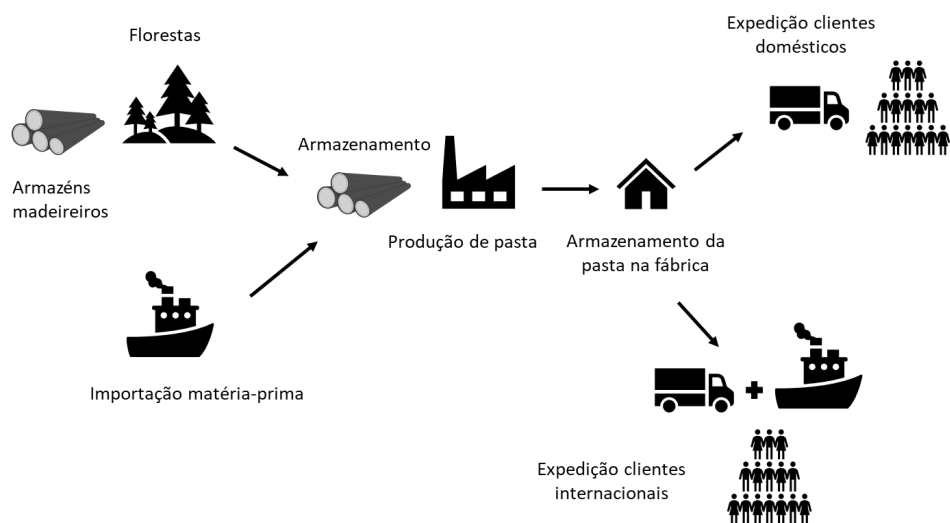 Florestas
Armazéns
madeireiros
Importação matéria-prima
Armazenamento
Produção de pasta
Armazenamento da
pasta na fábrica
Expedição clientes
domésticos
Expedição clientes
internacionais